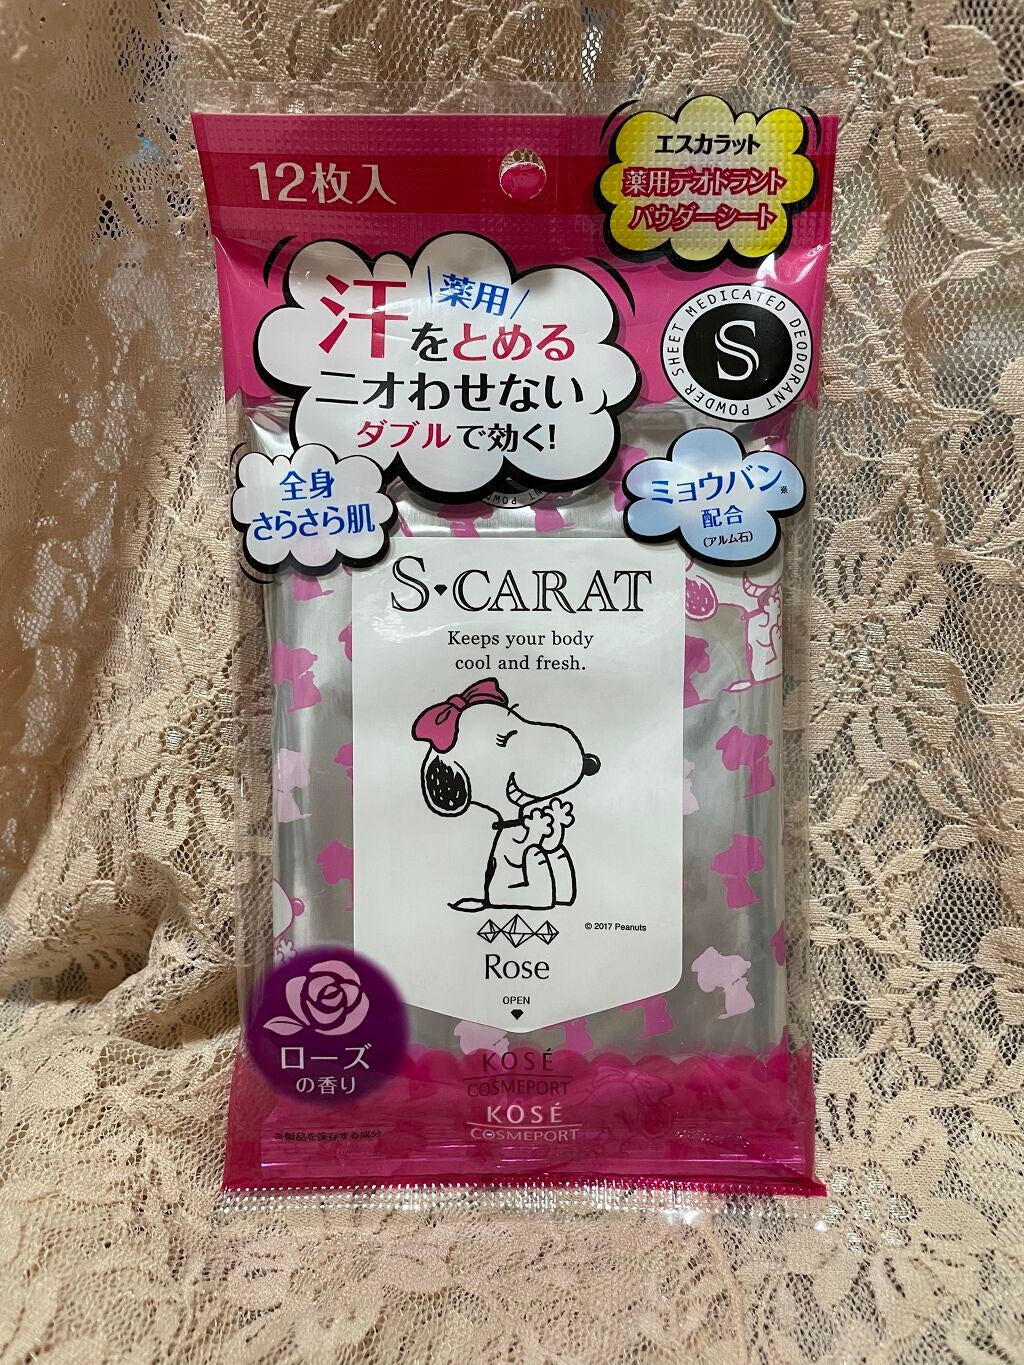 12枚入
エスカラット
薬用デオドラント
パウダーシート
薬用
汗をとめる
ニオわせない
ダブルで効く!
MEDICATED DEODORANT POWDER SHEET
S
全身
さらさら肌
ミョウバン※
配合
(アルム石)
S・CARAT
Keeps your body
cool and fresh.
© 2017 Peanuts
Rose
OPEN
ローズ
の香り
KOSÉ
COSMEPORT
KOSÉ
COSMEPORT
※製品を保存する成分